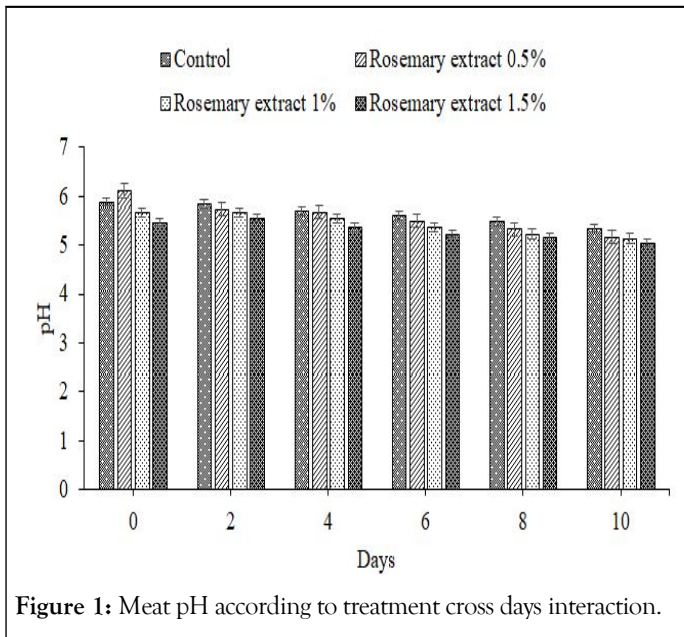 Control Rosemary extract 0.5%
Rosemary extract 1% Rosemary extract 1.5%
7
6
5
4
3
2
1
0
pH
0 2 4 6 8 10
Days
Figure 1: Meat pH according to treatment cross days interaction.